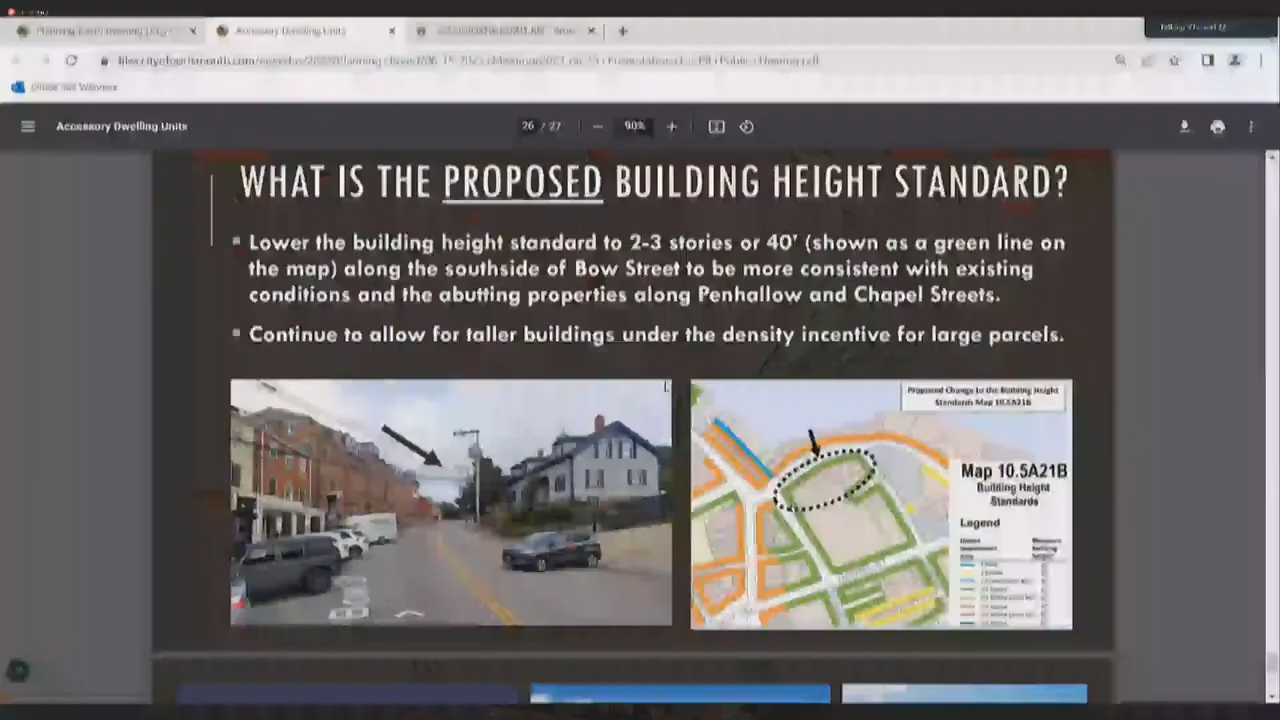 Accessory Dwelling Units
Accessory Dwelling Units
26 / 27
90%
WHAT IS THE PROPOSED BUILDING HEIGHT STANDARD?
Lower the building height standard to 2-3 stories or 40' (shown as a green line on
the map) along the southside of Bow Street to be more consistent with existing
conditions and the abutting properties along Penhallow and Chapel Streets.
Continue to allow for taller buildings under the density incentive for large parcels.
Proposed Change to the Building Height
Standards Map 10.5A21B
Map 10.5A21B
Building Height
Standards
Legend